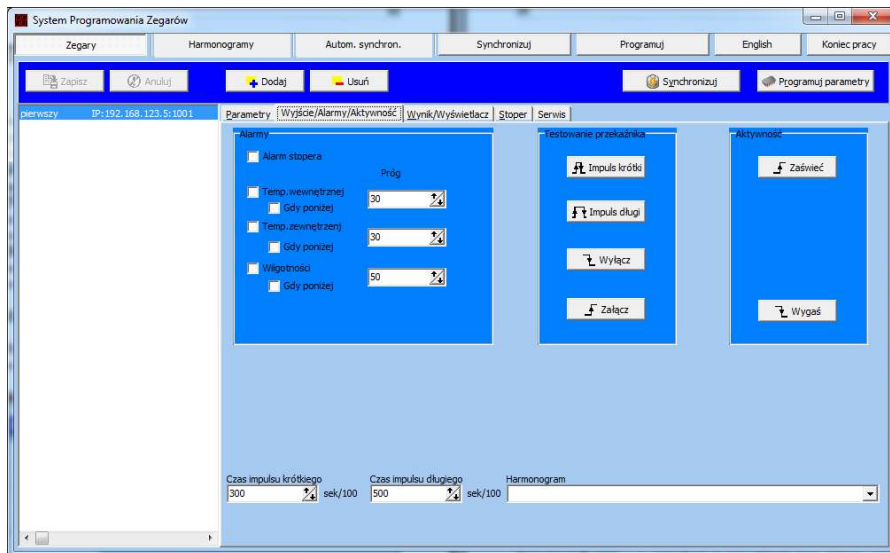 System Programowania Zegarów
Zegary Harmonogramy Autom. synchron. Synchronizuj Programuj English Koniec pracy
Zapisz Anuluj Dodaj Usuń Synchronizuj Programuj parametry
pierwszy IP:192.168.123.5:1001
Parametry Wyjście/Alarmy/Aktywność Wynik/Wyświetlacz Stoper Serwis
Alarmy Testowanie przekaźnika Aktywność
Alarm stopera Impuls krótki Zaświeć
Próg
Temp.wewnętrznej 30
Gdy poniżej Impuls długi
Temp.zewnętrzenj 30
Gdy poniżej
Wilgotności 50 Wyłącz
Gdy poniżej
Załącz Wygaś
Czas impulsu krótkiego Czas impulsu długiego Harmonogram
300 sek/100 500 sek/100